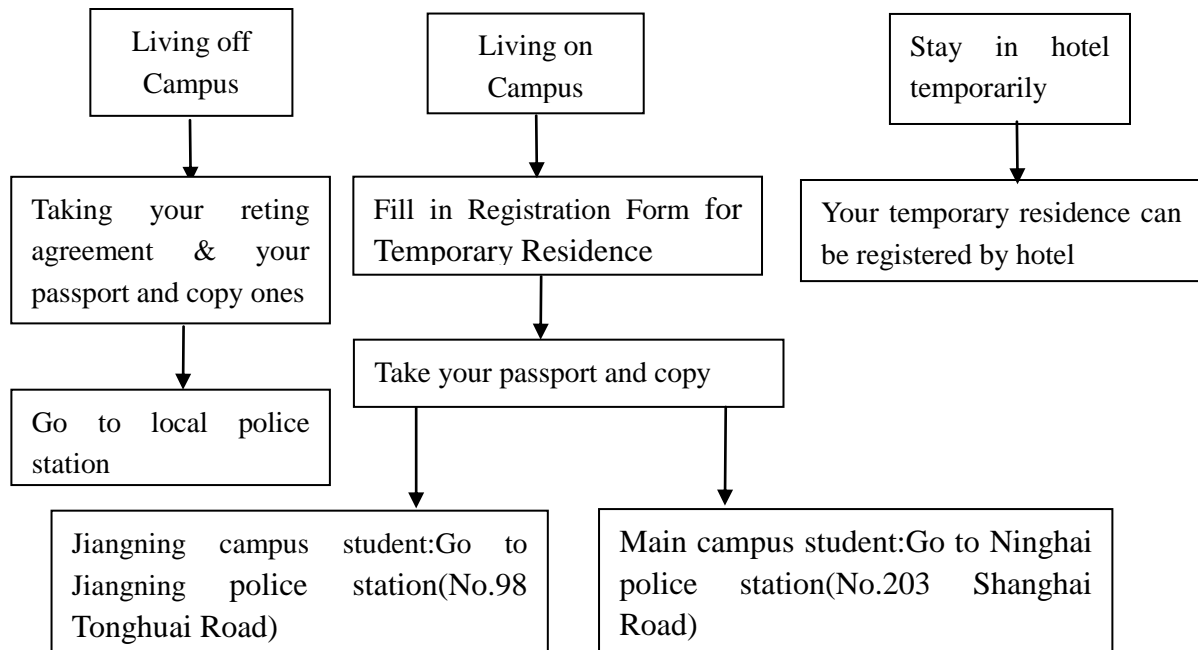 Living off
Campus
Living on
Campus
Stay in hotel
temporarily
Taking your reting
agreement & your
passport and copy ones
Fill in Registration Form for
Temporary Residence
Your temporary residence can
be registered by hotel
Take your passport and copy
Go to local police
station
Jiangning campus student:Go to
Jiangning police station(No.98
Tonghuai Road)
Main campus student:Go to Ninghai
police station(No.203 Shanghai
Road)